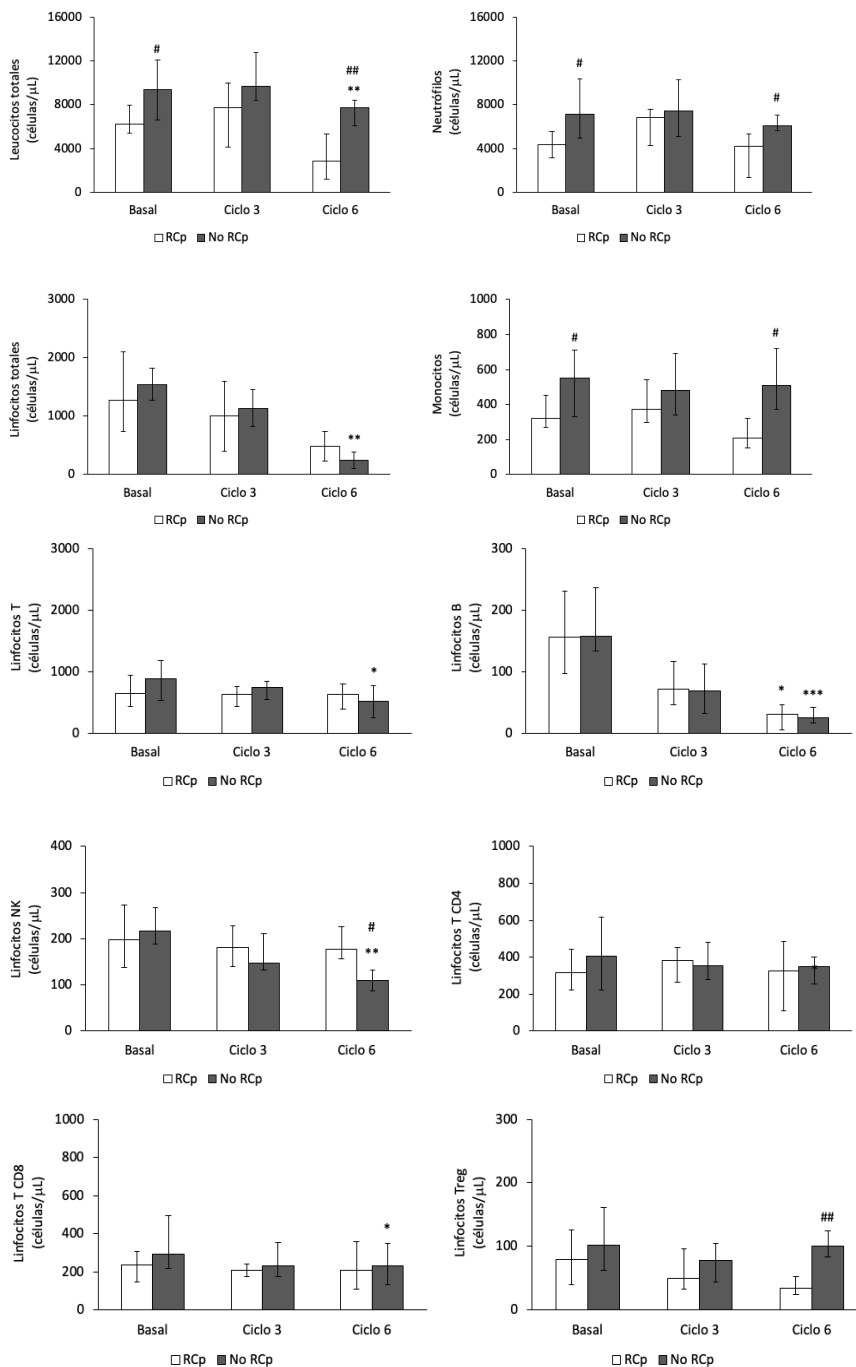 Leucocitos totales
(células/μL)
16000
12000
8000
4000
0
#
##
**
Basal
Ciclo 3
Ciclo 6
RCp
No RCp
Neutrófilos
(células/μL)
16000
12000
8000
4000
0
#
#
Basal
Ciclo 3
Ciclo 6
RCp
No RCp
Linfocitos totales
(células/μL)
3000
2000
1000
0
**
Basal
Ciclo 3
Ciclo 6
RCp
No RCp
Monocitos
(células/μL)
1000
800
600
400
200
0
#
#
Basal
Ciclo 3
Ciclo 6
RCp
No RCp
Linfocitos T
(células/μL)
3000
2000
1000
0
*
Basal
Ciclo 3
Ciclo 6
RCp
No RCp
Linfocitos B
(células/μL)
300
200
100
0
*
***
Basal
Ciclo 3
Ciclo 6
RCp
No RCp
Linfocitos NK
(células/μL)
400
300
200
100
0
#
**
Basal
Ciclo 3
Ciclo 6
RCp
No RCp
Linfocitos T CD4
(células/μL)
1000
800
600
400
200
0
*
Basal
Ciclo 3
Ciclo 6
RCp
No RCp
Linfocitos T CD8
(células/μL)
1000
800
600
400
200
0
*
Basal
Ciclo 3
Ciclo 6
RCp
No RCp
Linfocitos Treg
(células/μL)
300
200
100
0
##
Basal
Ciclo 3
Ciclo 6
RCp
No RCp